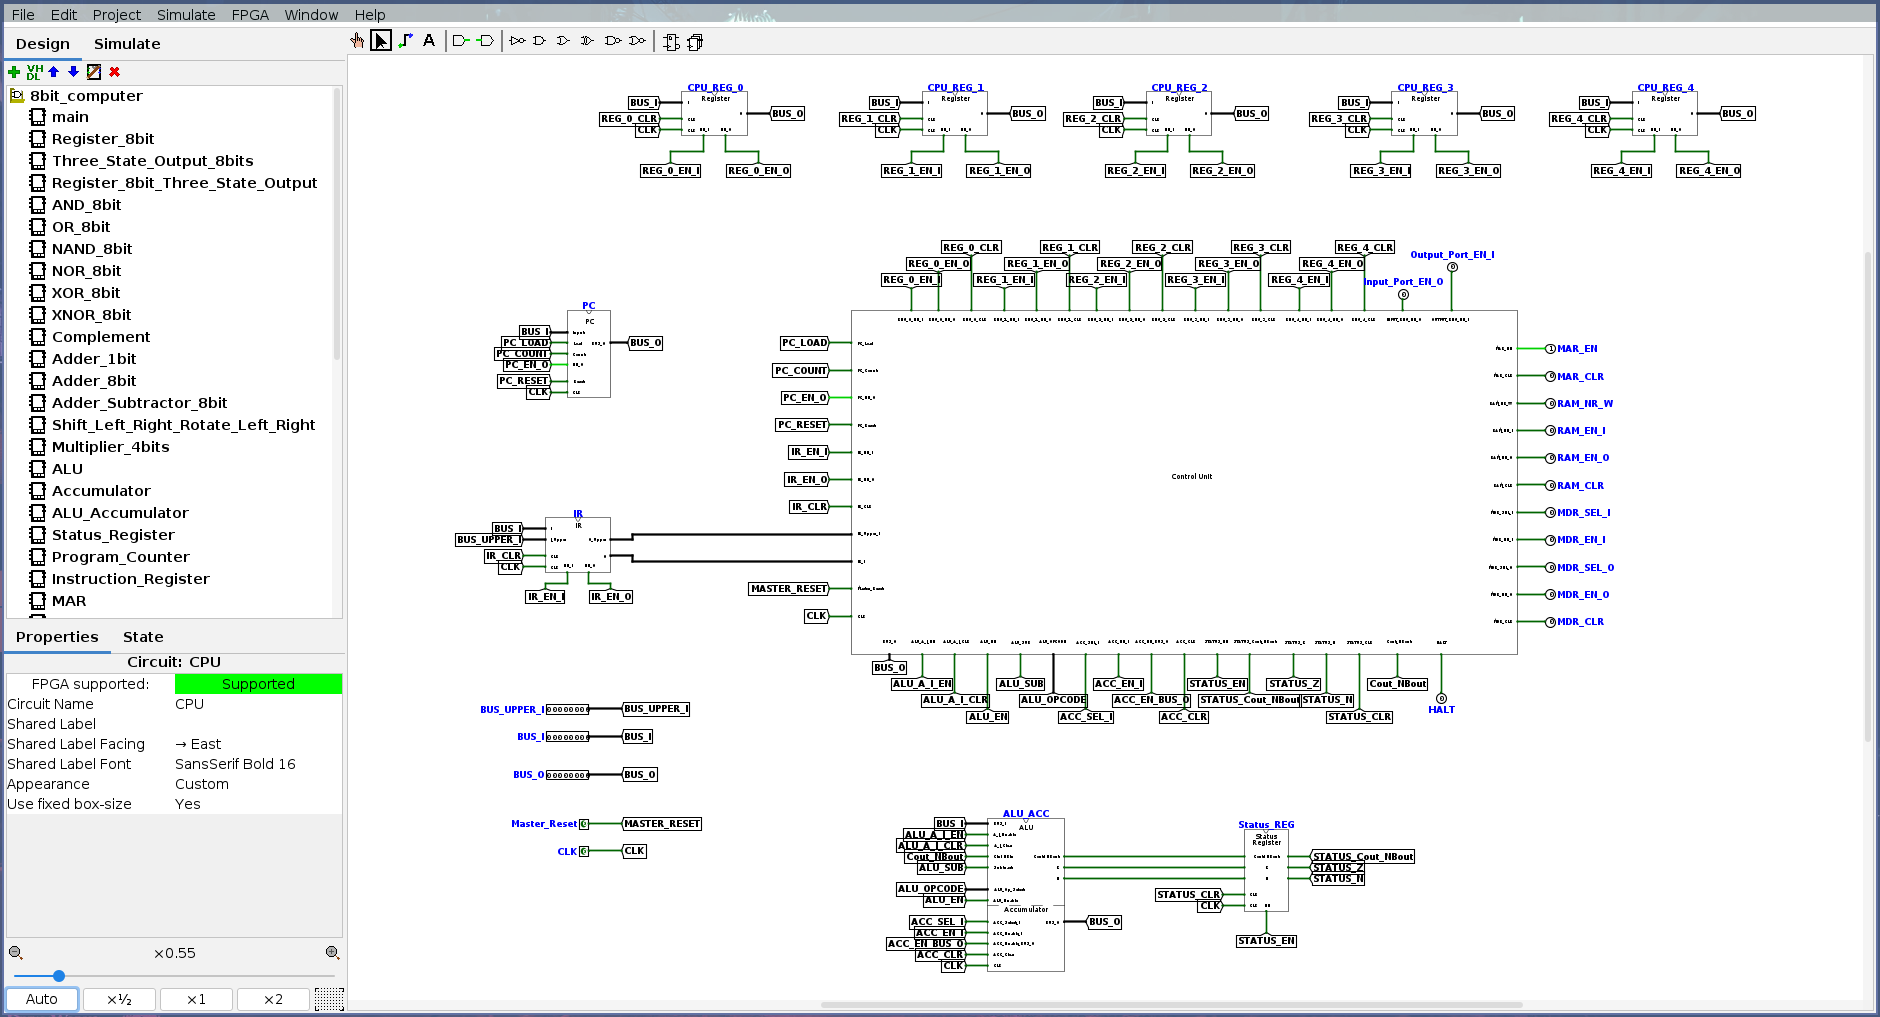 File Edit Project Simulate FPGA Window Help
Design Simulate
8bit_computer
main
Register_8bit
Three_State_Output_8bits
Register_8bit_Three_State_Output
AND_8bit
OR_8bit
NAND_8bit
NOR_8bit
XOR_8bit
XNOR_8bit
Complement
Adder_1bit
Adder_8bit
Adder_Subtractor_8bit
Shift_Left_Right_Rotate_Left_Right
Multiplier_4bits
ALU
Accumulator
ALU_Accumulator
Status_Register
Program_Counter
Instruction_Register
MAR
Properties State
Circuit: CPU
FPGA supported: Supported
Circuit Name CPU
Shared Label
Shared Label Facing → East
Shared Label Font SansSerif Bold 16
Appearance Custom
Use fixed box-size Yes
×0.55
Auto ×½ ×1 ×2
CPU_REG_0 CPU_REG_1 CPU_REG_2 CPU_REG_3 CPU_REG_4
Register Register Register Register Register
BUS_I BUS_I BUS_I BUS_I BUS_I
BUS_O BUS_O BUS_O BUS_O BUS_O
REG_0_CLR REG_1_CLR REG_2_CLR REG_3_CLR REG_4_CLR
CLK CLK CLK CLK CLK
REG_0_EN_I REG_0_EN_O REG_1_EN_I REG_1_EN_O REG_2_EN_I REG_2_EN_O REG_3_EN_I REG_3_EN_O REG_4_EN_I REG_4_EN_O
REG_0_CLR REG_1_CLR REG_2_CLR REG_3_CLR REG_4_CLR
Output_Port_EN_I
REG_0_EN_O REG_1_EN_O REG_2_EN_O REG_3_EN_O REG_4_EN_O
REG_0_EN_I REG_1_EN_I REG_2_EN_I REG_3_EN_I REG_4_EN_I
Input_Port_EN_O
PC
PC
BUS_I
PC_LOAD
PC_COUNT
PC_EN_O
PC_RESET
CLK
BUS_O
PC_LOAD
PC_COUNT
PC_EN_O
PC_RESET
IR_EN_I
IR_EN_O
IR_CLR
MASTER_RESET
CLK
Control Unit
MAR_EN
MAR_CLR
RAM_NR_W
RAM_EN_I
RAM_EN_O
RAM_CLR
MDR_SEL_I
MDR_EN_I
MDR_SEL_O
MDR_EN_O
MDR_CLR
IR
IR
BUS_I
BUS_UPPER_I
IR_CLR
CLK
IR_EN_I IR_EN_O
BUS_O
ALU_A_I_EN ALU_SUB ACC_EN_I STATUS_EN STATUS_Z Cout_NBout
ALU_A_I_CLR ALU_OPCODE ACC_EN_BUS_O STATUS_Cout_NBout STATUS_N
ALU_EN ACC_SEL_I ACC_CLR STATUS_CLR
HALT
BUS_UPPER_I 00000000 BUS_UPPER_I
BUS_I 00000000 BUS_I
BUS_O 00000000 BUS_O
Master_Reset MASTER_RESET
CLK CLK
ALU_ACC
ALU
BUS_I
ALU_A_I_EN
ALU_A_I_CLR
Cout_NBout
ALU_SUB
ALU_OPCODE
ALU_EN
Accumulator
ACC_SEL_I
ACC_EN_I
ACC_EN_BUS_O
ACC_CLR
CLK
BUS_O
Status_REG
Status
Register
STATUS_Cout_NBout
STATUS_Z
STATUS_N
STATUS_CLR
CLK
STATUS_EN